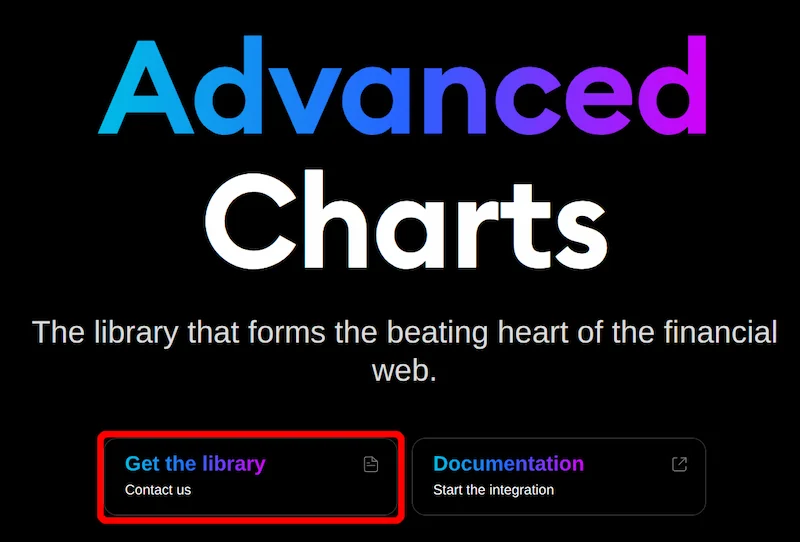 Advanced
Charts
The library that forms the beating heart of the financial
web.
Get the library
Contact us
Documentation
Start the integration